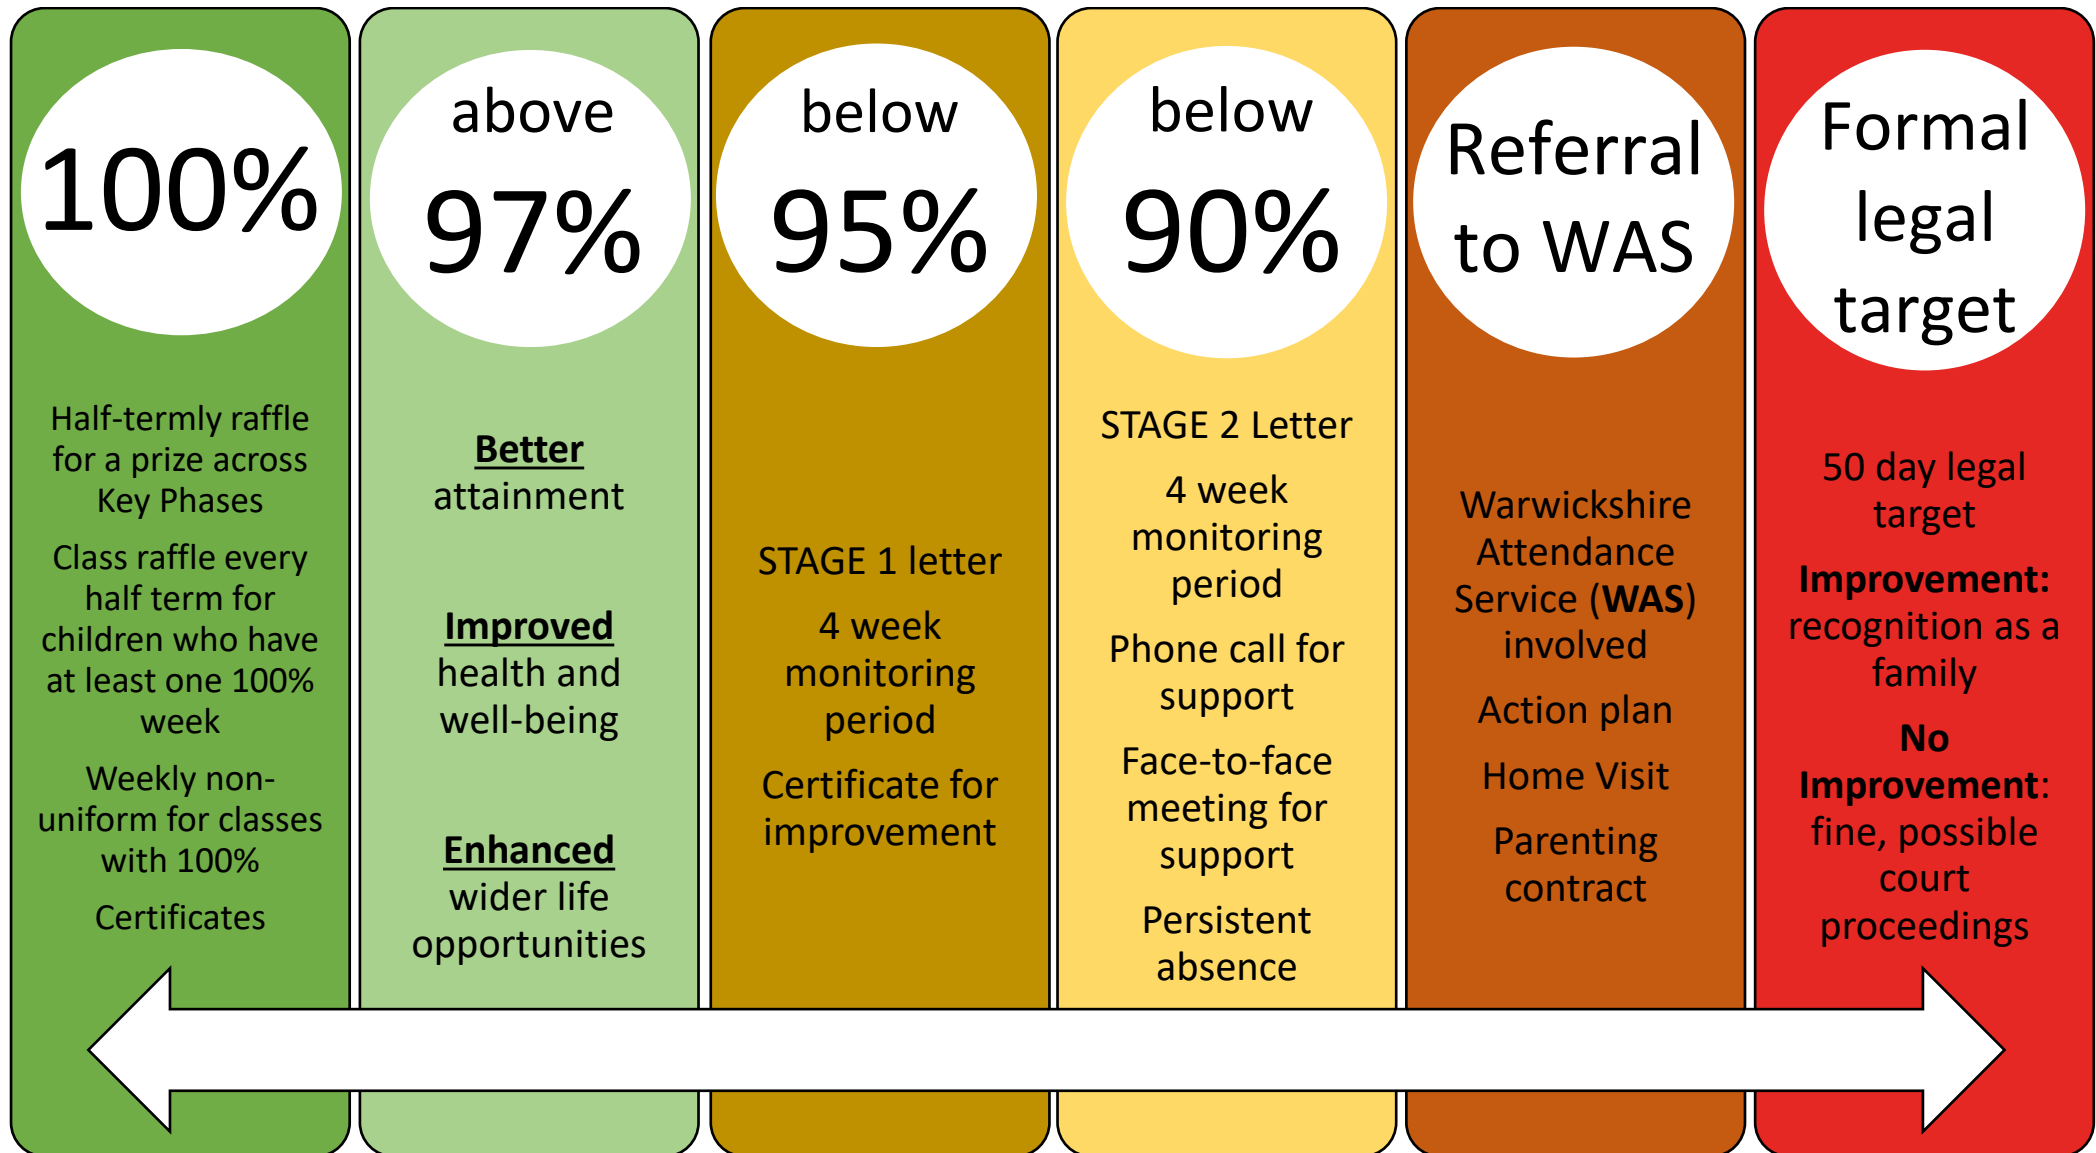 100%
Half-termly raffle
for a prize across
Key Phases
Class raffle every
half term for
children who have
at least one 100%
week
Weekly non-
uniform for classes
with 100%
Certificates
above
97%
Better
attainment
Improved
health and
well-being
Enhanced
wider life
opportunities
below
95%
STAGE 1 letter
4 week
monitoring
period
Certificate for
improvement
below
90%
STAGE 2 Letter
4 week
monitoring
period
Phone call for
support
Face-to-face
meeting for
support
Persistent
absence
Referral
to WAS
Warwickshire
Attendance
Service (WAS)
involved
Action plan
Home Visit
Parenting
contract
Formal
legal
target
50 day legal
target
Improvement:
recognition as a
family
No
Improvement:
fine, possible
court
proceedings